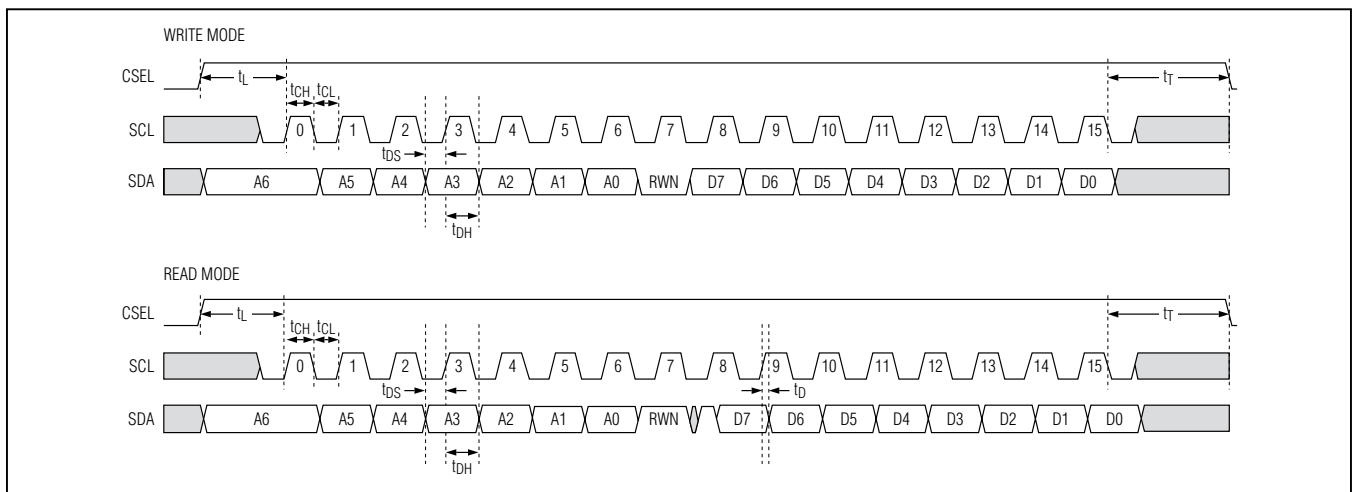 WRITE MODE
CSEL tL tT
tCH tCL
SCL 0 1 2 3 4 5 6 7 8 9 10 11 12 13 14 15
tDS
SDA A6 A5 A4 A3 A2 A1 A0 RWN D7 D6 D5 D4 D3 D2 D1 D0
tDH
READ MODE
CSEL tL tT
tCH tCL
SCL 0 1 2 3 4 5 6 7 8 9 10 11 12 13 14 15
tDS tD
SDA A6 A5 A4 A3 A2 A1 A0 RWN D7 D6 D5 D4 D3 D2 D1 D0
tDH